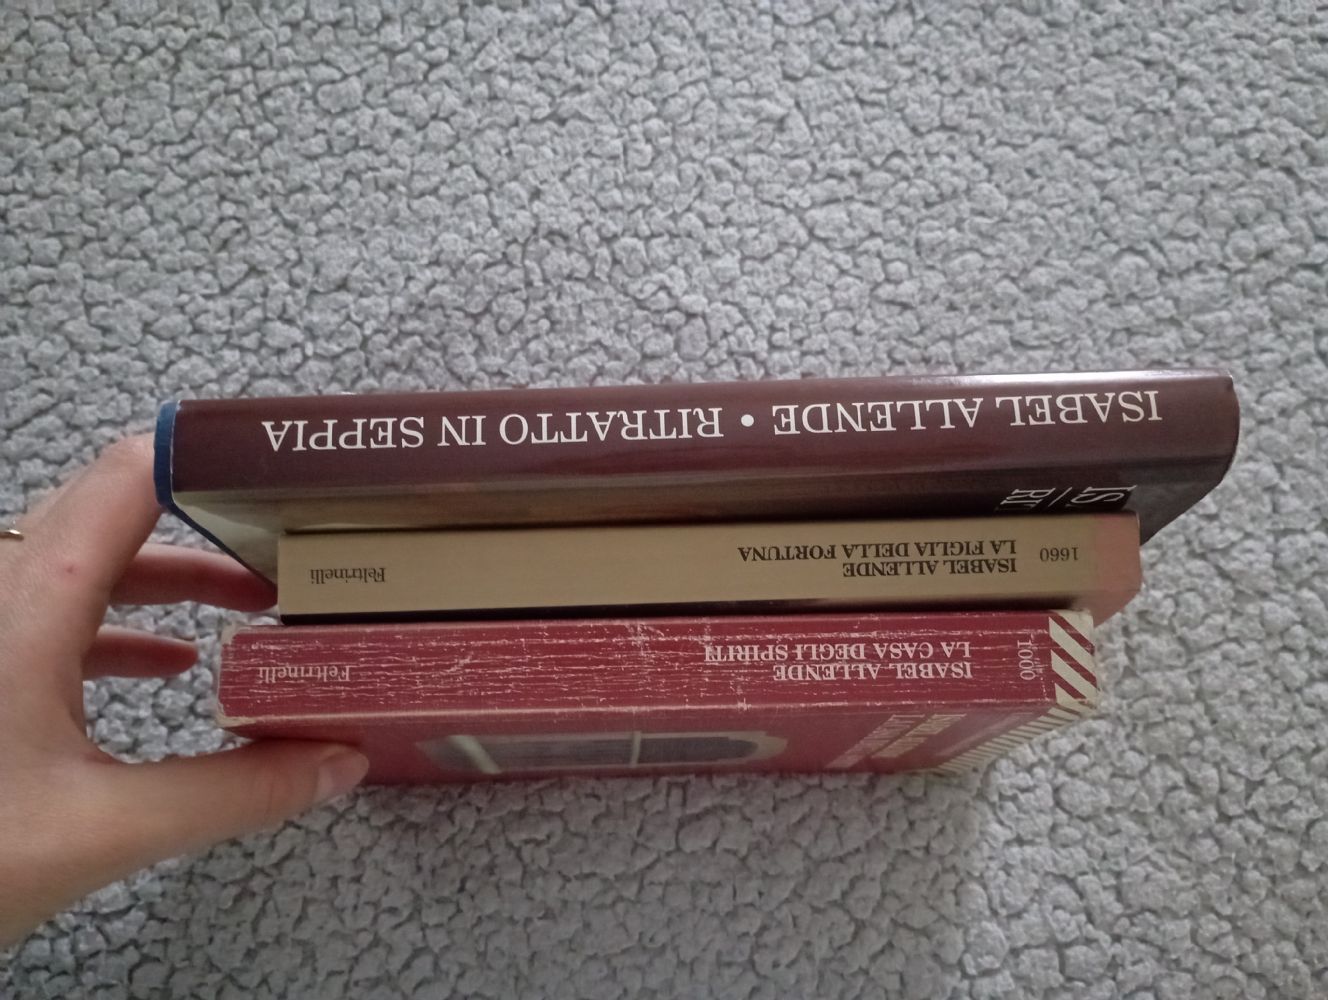 ISABEL ALLENDE • RITRATTO IN SEPPIA
1660
ISABEL ALLENDE
LA FIGLIA DELLA FORTUNA
Feltrinelli
1000
ISABEL ALLENDE
LA CASA DEGLI SPIRITI
Feltrinelli